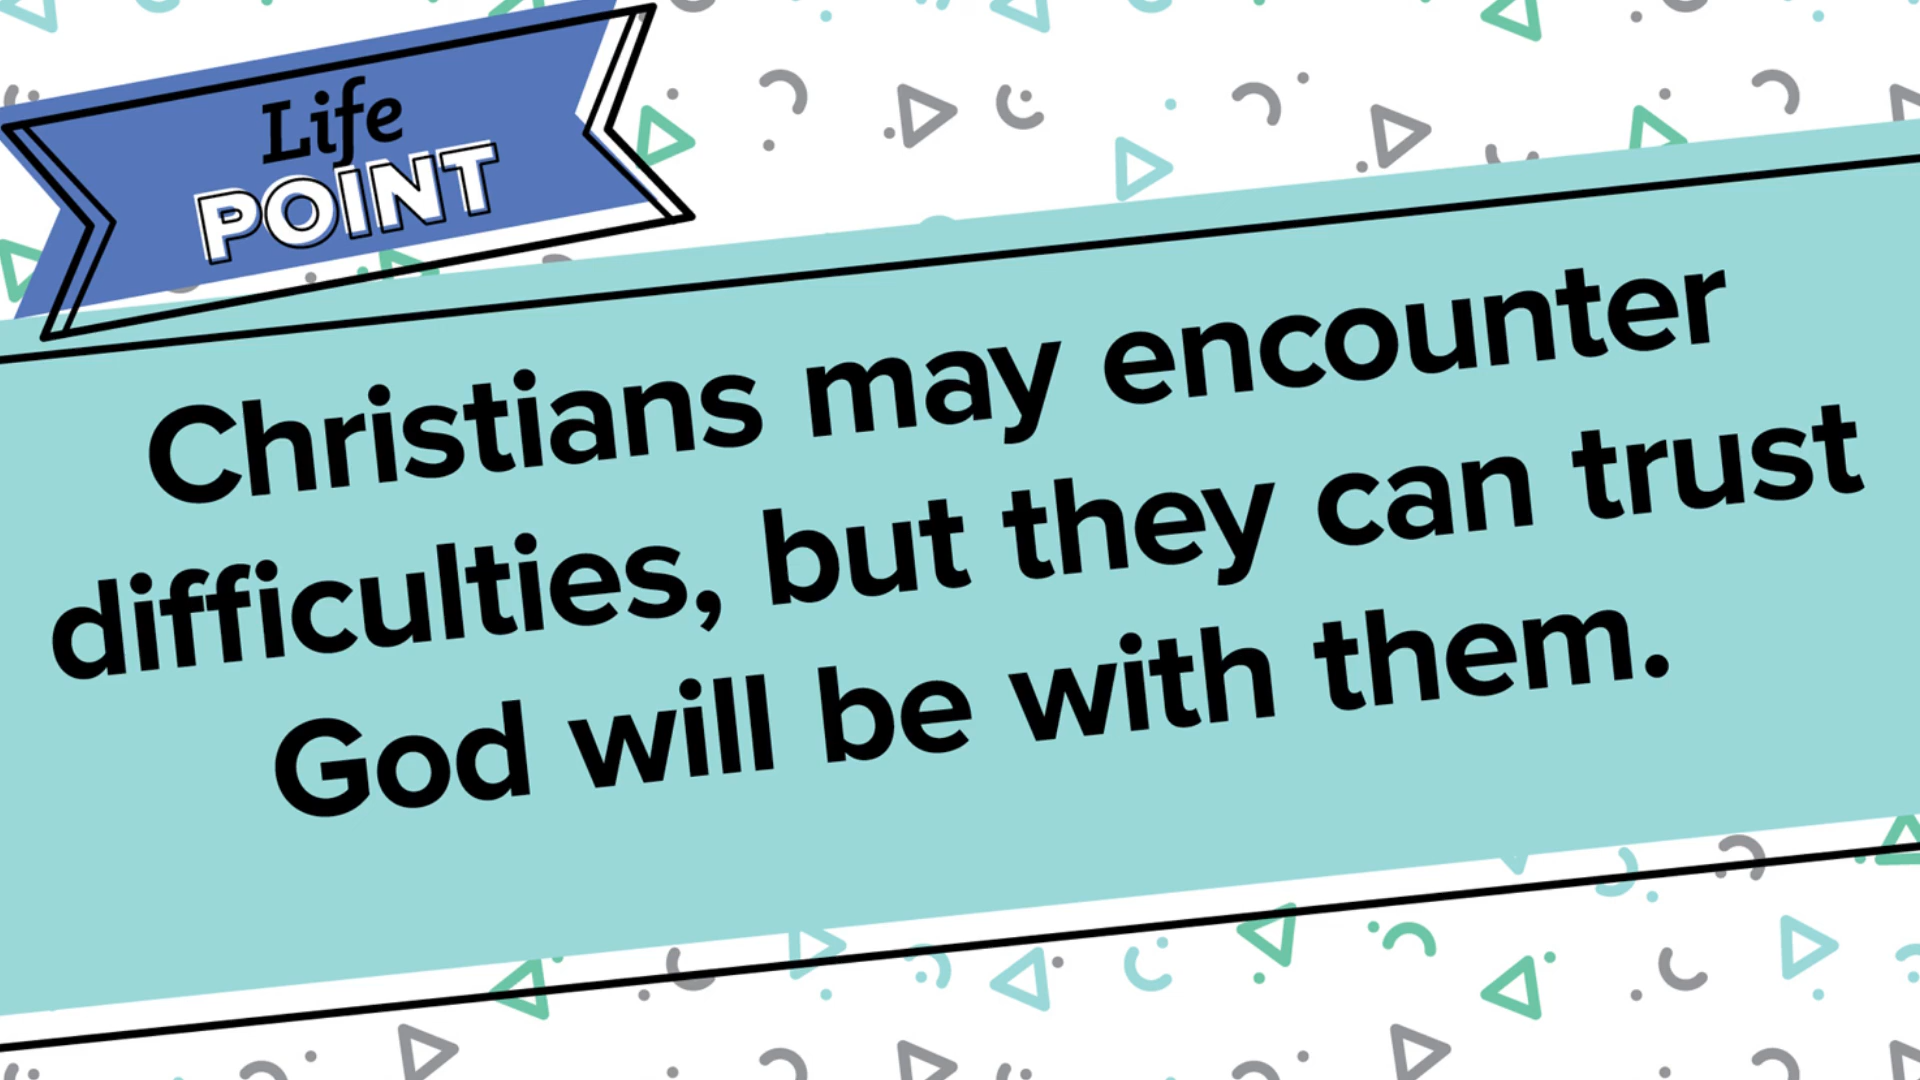 Life
POINT
Christians may encounter
difficulties, but they can trust
God will be with them.